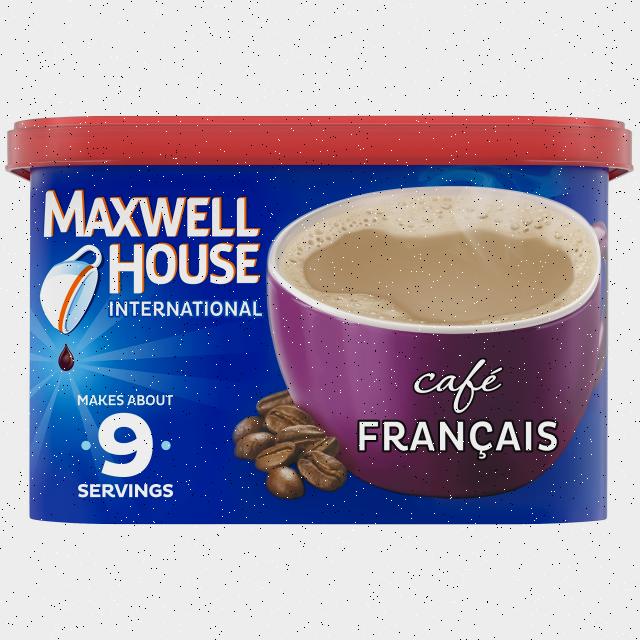 MAXWELL
HOUSE
INTERNATIONAL
MAKES ABOUT
9
SERVINGS
café
FRANÇAIS